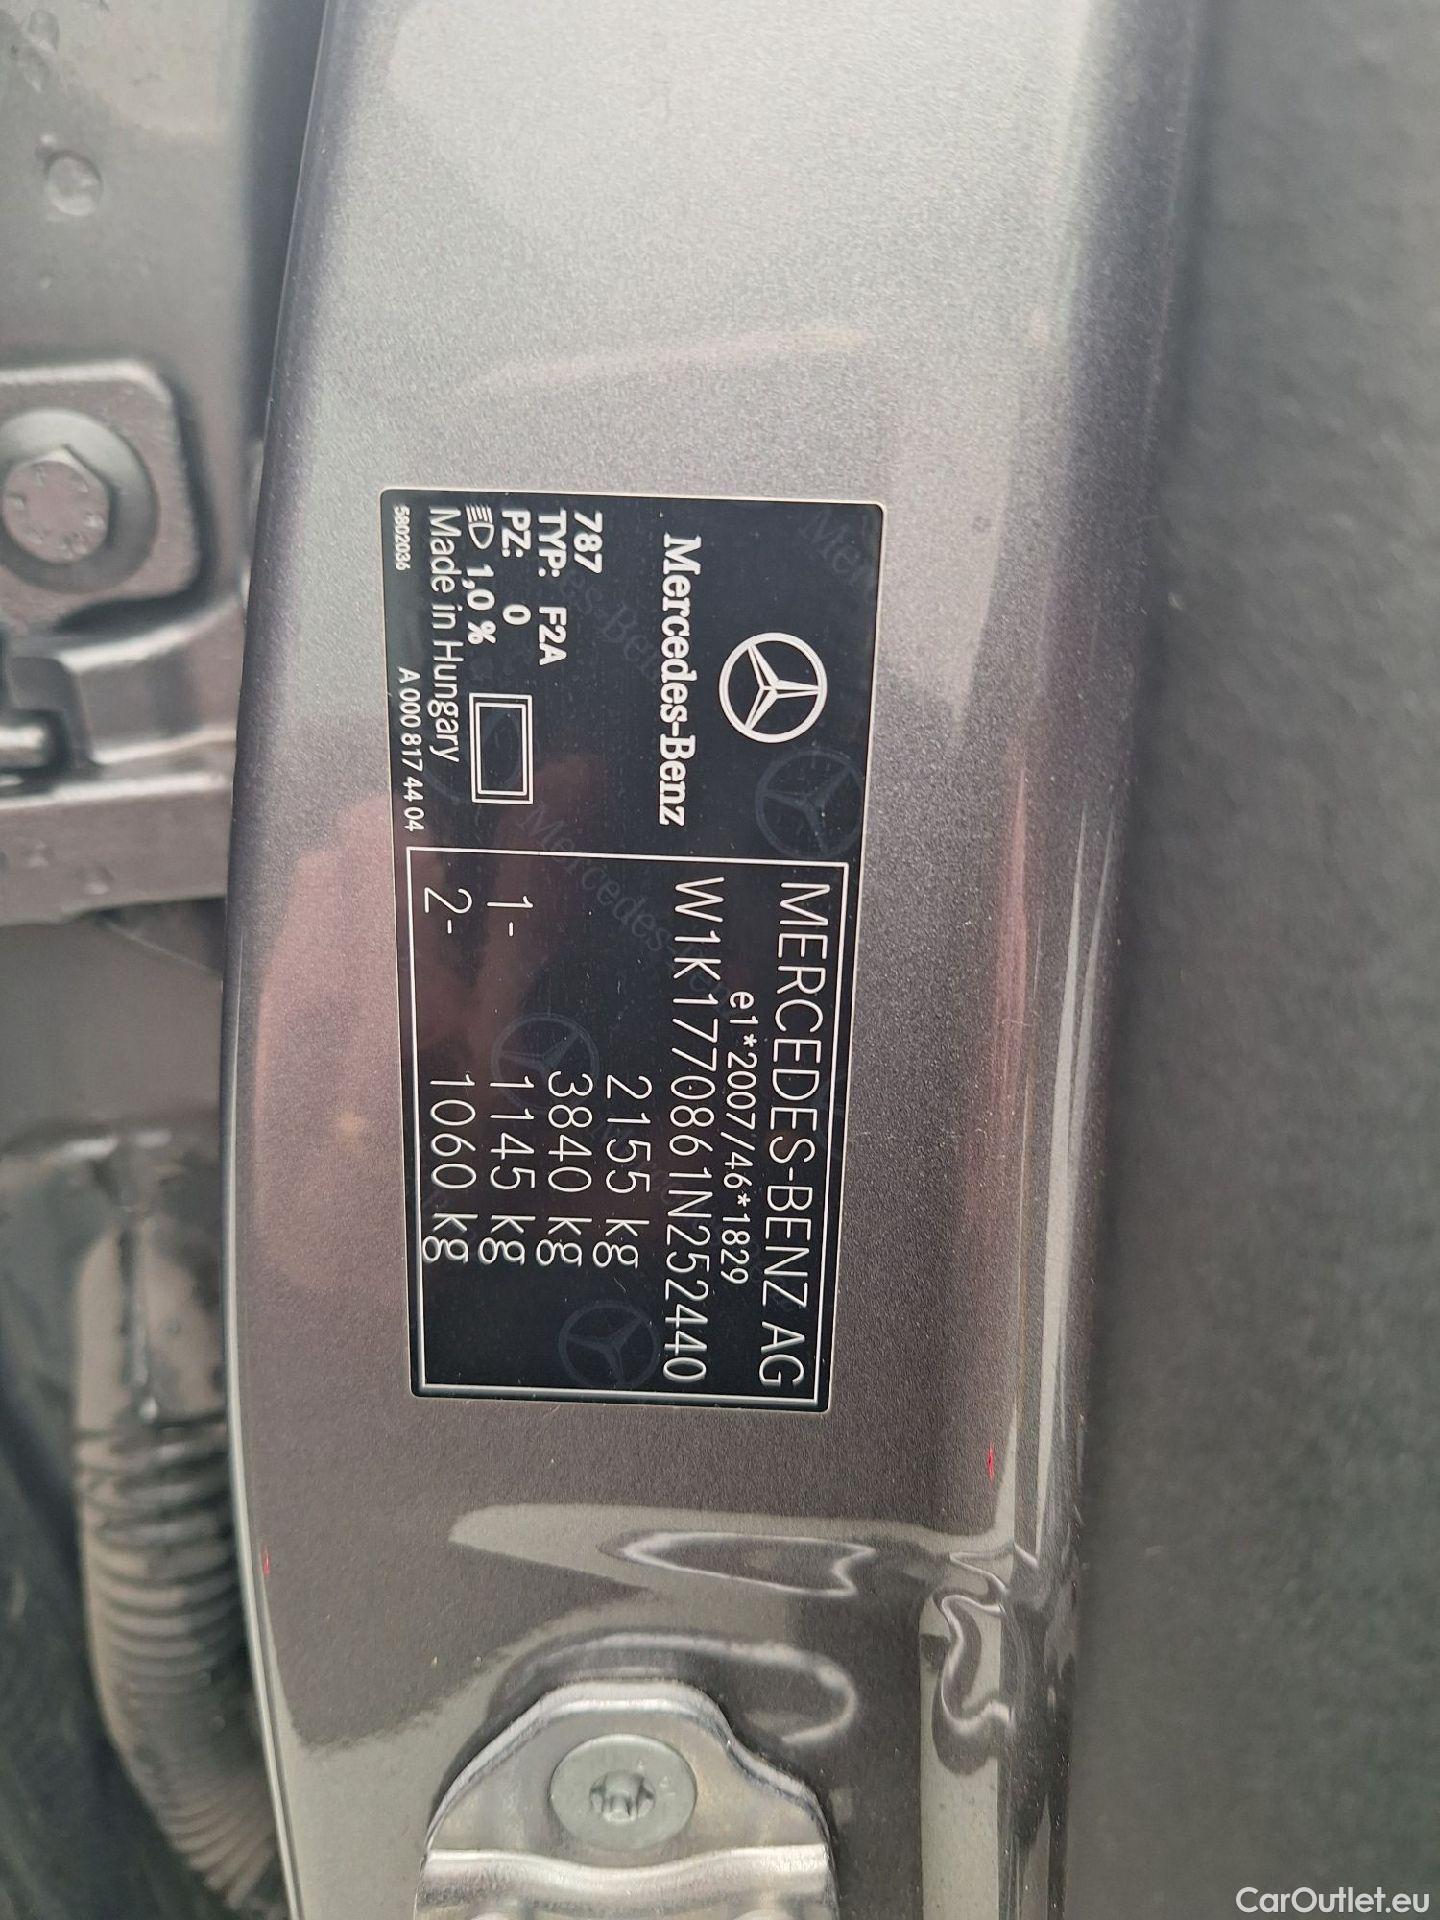 Mercedes-Benz
787
TYP: F2A
PZ: 0
1,0 %
Made in Hungary
5802036 A 000 817 44 04
MERCEDES-BENZ AG
e1*2007/46*1829
W1K1770861N252440
2155 kg
3840 kg
1- 1145 kg
2- 1060 kg
CarOutlet.eu